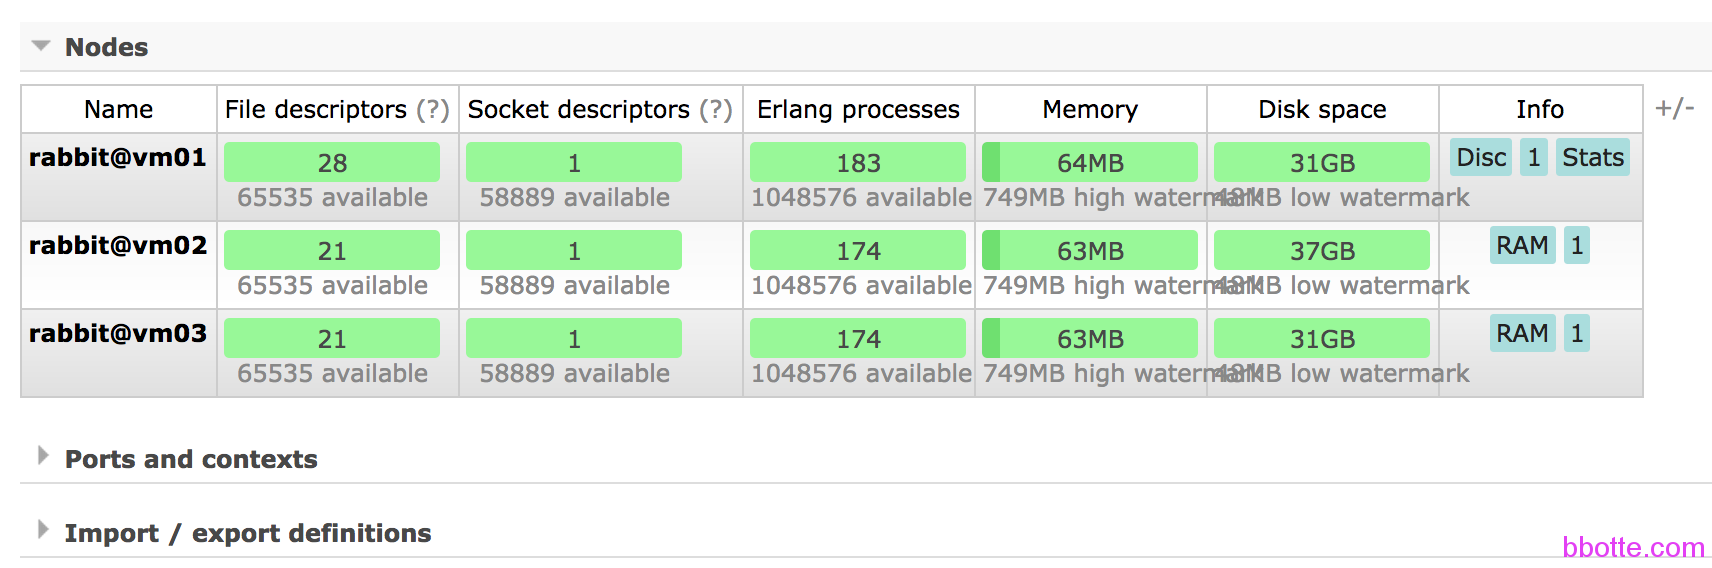 Nodes
Name File descriptors (?) Socket descriptors (?) Erlang processes Memory Disk space Info +/-
rabbit@vm01 28 1 183 64MB 31GB Disc 1 Stats
65535 available 58889 available 1048576 available 749MB high watermark 48MB low watermark
rabbit@vm02 21 1 174 63MB 37GB RAM 1
65535 available 58889 available 1048576 available 749MB high watermark 48MB low watermark
rabbit@vm03 21 1 174 63MB 31GB RAM 1
65535 available 58889 available 1048576 available 749MB high watermark 48MB low watermark
Ports and contexts
Import / export definitions
bbotte.com